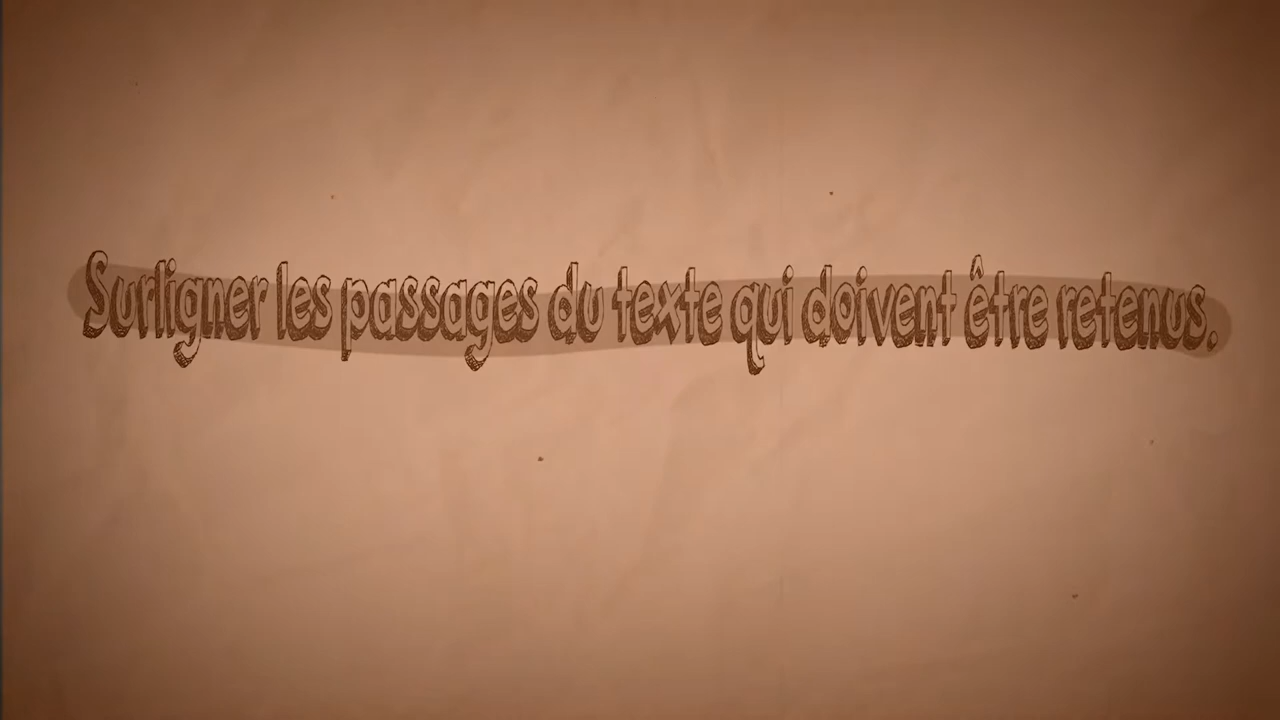 Surligner les passages du texte qui doivent être retenus.